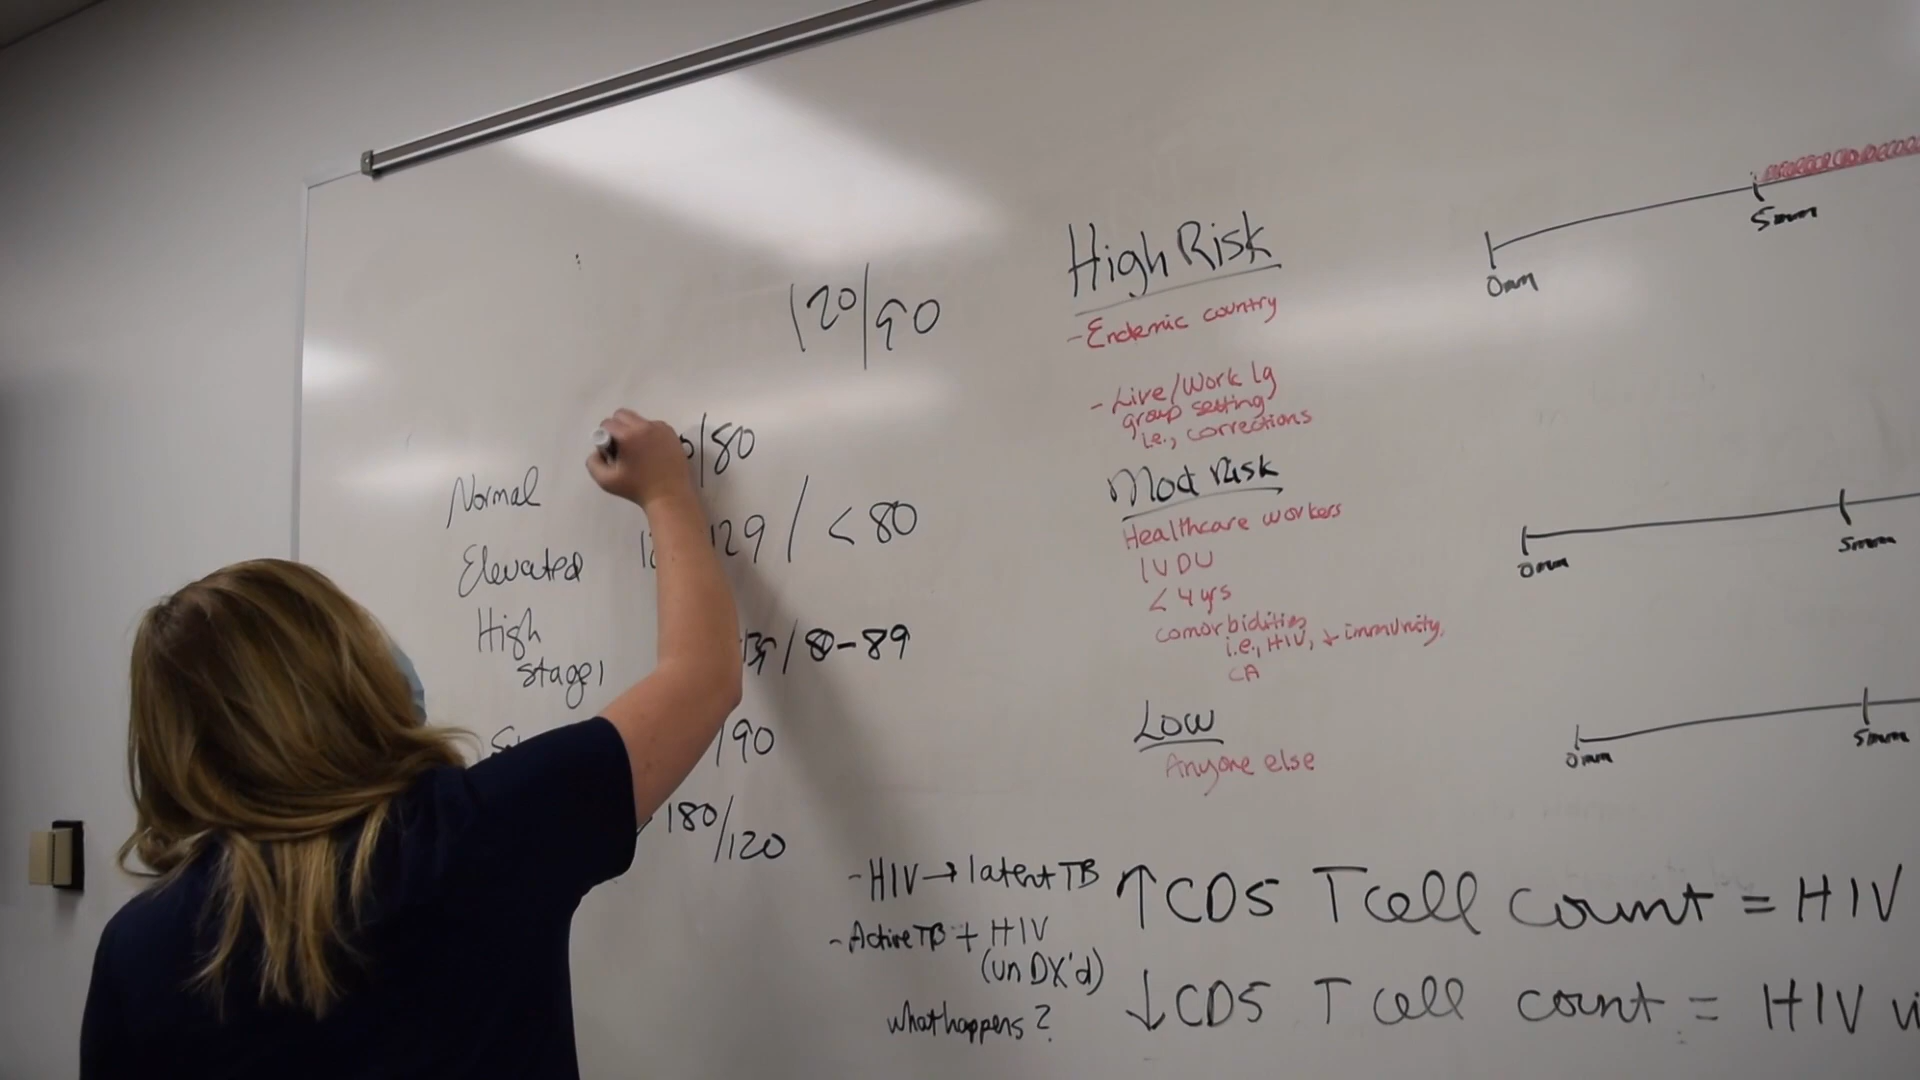 120/90
Normal /80
Elevated 129 / < 80
High
stage 1 / 80-89
/90
180/120
High Risk
- Endemic country
- Live/Work lg
group setting
i.e., corrections
Mod risk
Healthcare workers
IVDU
< 4 yrs
comorbidities
i.e., HIV, ↓ immunity,
CA
Low
Anyone else
0mm 5mm
0mm 5mm
0mm 5mm
- HIV → latent TB
- Active TB + HIV
(un DX'd)
what happens?
↑ CD5 T cell count = HIV
↓ CD5 T cell count = HIV